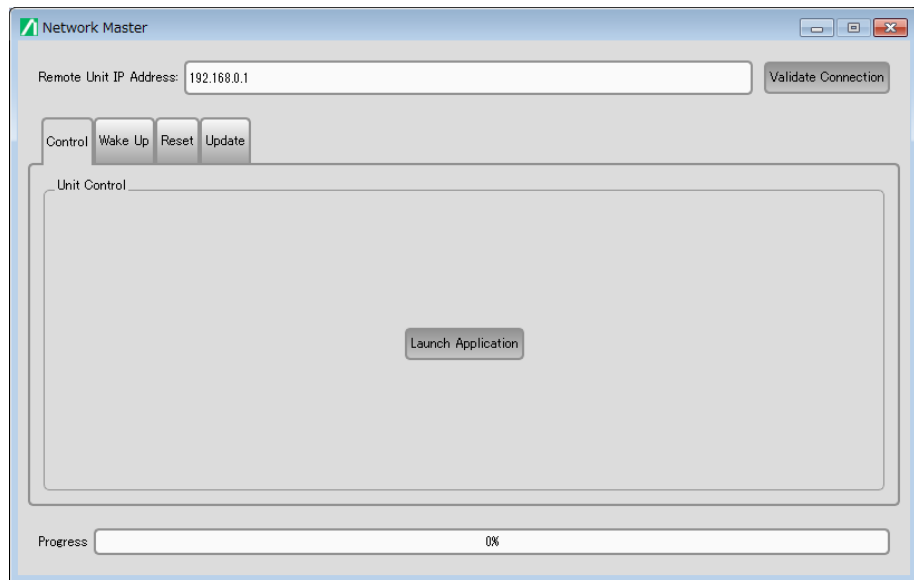 Network Master
Remote Unit IP Address: 192.168.0.1 Validate Connection
Control Wake Up Reset Update
Unit Control
Launch Application
Progress 0%